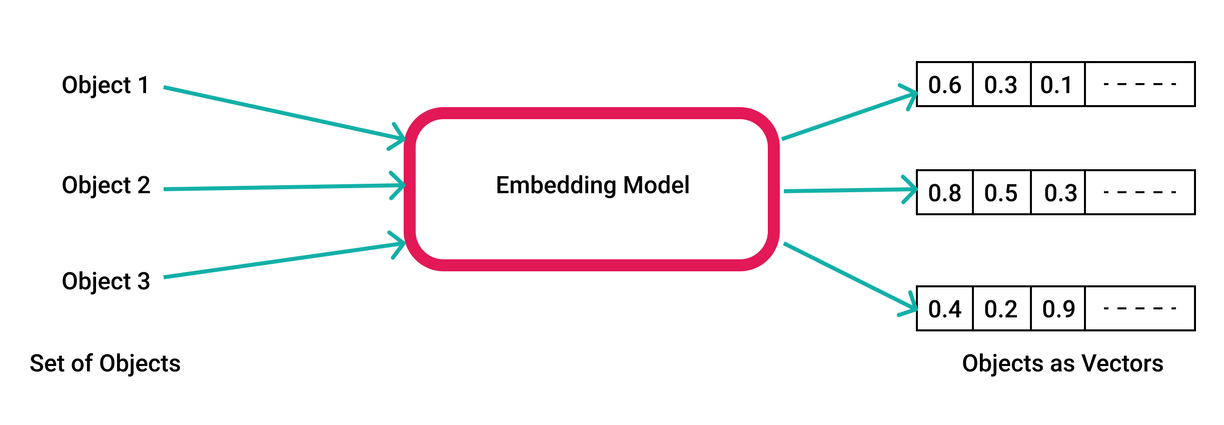 Object 1
Object 2
Object 3
Set of Objects
Embedding Model
0.6 0.3 0.1 -----
0.8 0.5 0.3 -----
0.4 0.2 0.9 -----
Objects as Vectors